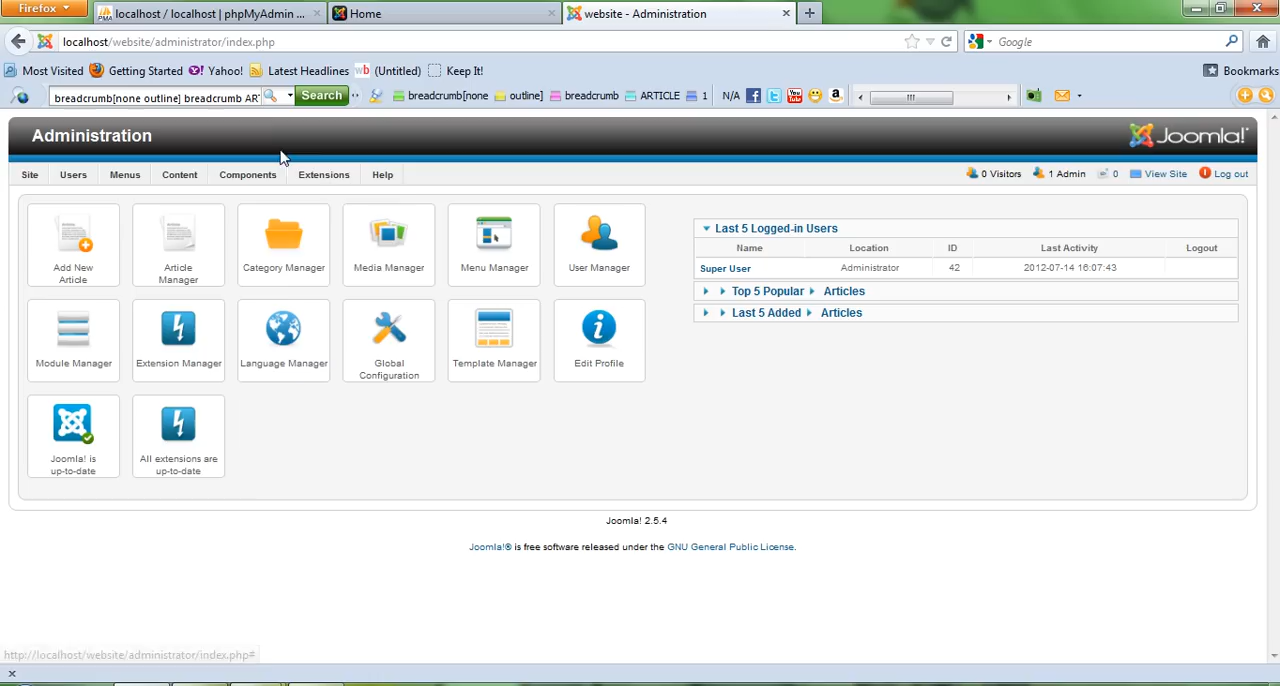 Firefox
localhost / localhost | phpMyAdmin ...
Home
website - Administration
localhost/website/administrator/index.php
Google
Most Visited
Getting Started
Yahoo!
Latest Headlines
wb
(Untitled)
Keep It!
Bookmarks
breadcrumb[none outline] breadcrumb ART
Search
breadcrumb[none
outline]
breadcrumb
ARTICLE
1
N/A
Administration
Joomla!
Site
Users
Menus
Content
Components
Extensions
Help
0 Visitors
1 Admin
0
View Site
Log out
Add New
Article
Article
Manager
Category Manager
Media Manager
Menu Manager
User Manager
Module Manager
Extension Manager
Language Manager
Global
Configuration
Template Manager
Edit Profile
Joomla! is
up-to-date
All extensions are
up-to-date
Last 5 Logged-in Users
Name Location ID Last Activity Logout
Super User Administrator 42 2012-07-14 16:07:43
Top 5 Popular Articles
Last 5 Added Articles
Joomla! 2.5.4
Joomla!® is free software released under the GNU General Public License.
http://localhost/website/administrator/index.php#